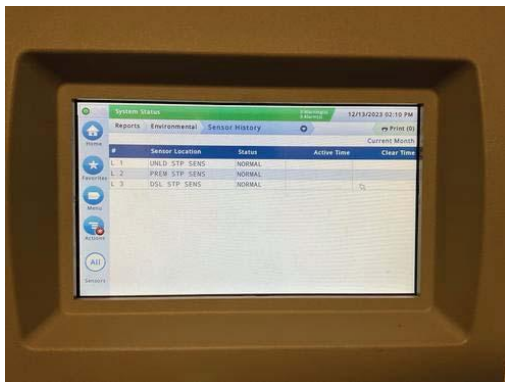 System Status
0 Warnings
0 Alarms
12/13/2023 02:10 PM
Reports Environmental Sensor History Print (0)
Home
Current Month
# Sensor Location Status Active Time Clear Time
L 1 UNLD STP SENS NORMAL
L 2 PREM STP SENS NORMAL
L 3 DSL STP SENS NORMAL
Favorites
Menu
Actions
All
Sensors